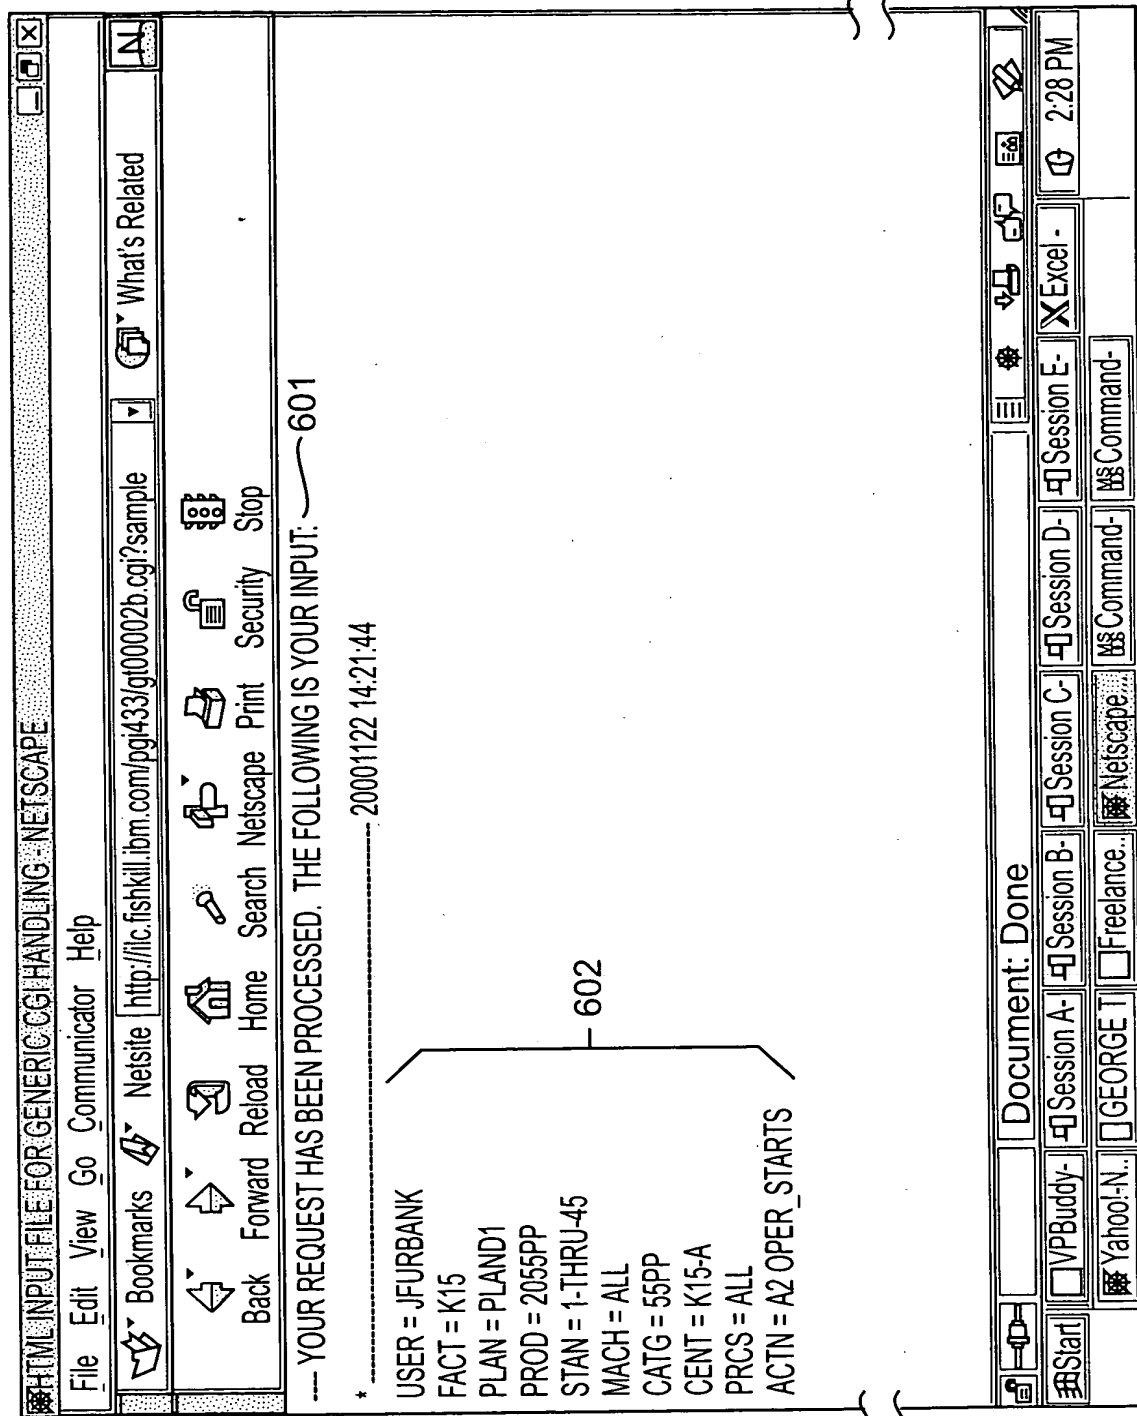 HTML INPUT FILE FOR GENERIC CGI HANDLING - NETSCAPE
File Edit View Go Communicator Help
Bookmarks Netsite http://ilc.fishkill.ibm.com/pgi433/gt00002b.cgi?sample What's Related N
Back Forward Reload Home Search Netscape Print Security Stop
---- YOUR REQUEST HAS BEEN PROCESSED. THE FOLLOWING IS YOUR INPUT: 601
*-------------------------------------------------- 20001122 14:21:44
USER = JFURBANK
FACT = K15
PLAN = PLAND1
PROD = 2055PP
STAN = 1-THRU-45
MACH = ALL
CATG = 55PP
CENT = K15-A
PRCS = ALL
ACTN = A2 OPER_STARTS
602
Document: Done
Start VPBuddy- Session A- Session B- Session C- Session D- Session E- X Excel - 2:28 PM
Yahoo!-N.. GEORGE T Freelance.. Netscape... MS DOS Command- MS DOS Command-